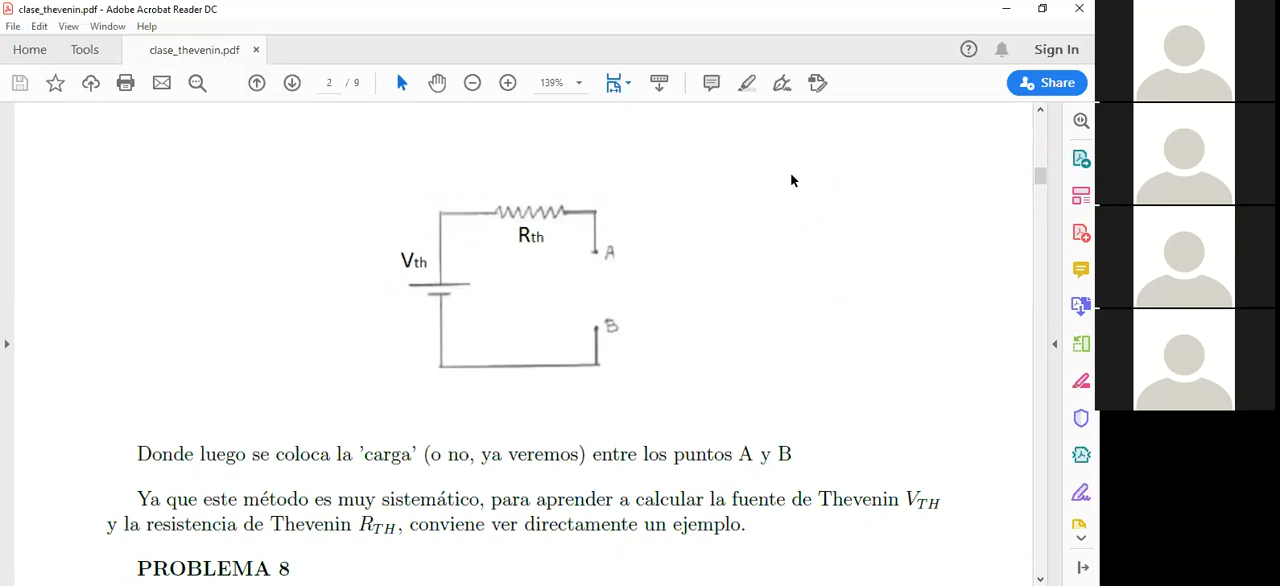 clase_thevenin.pdf - Adobe Acrobat Reader DC
File Edit View Window Help
Home Tools clase_thevenin.pdf × Sign In
2 / 9 139% Share
Rth
A
Vth
B
Donde luego se coloca la 'carga' (o no, ya veremos) entre los puntos A y B
Ya que este método es muy sistemático, para aprender a calcular la fuente de Thevenin V_TH
y la resistencia de Thevenin R_TH, conviene ver directamente un ejemplo.
PROBLEMA 8